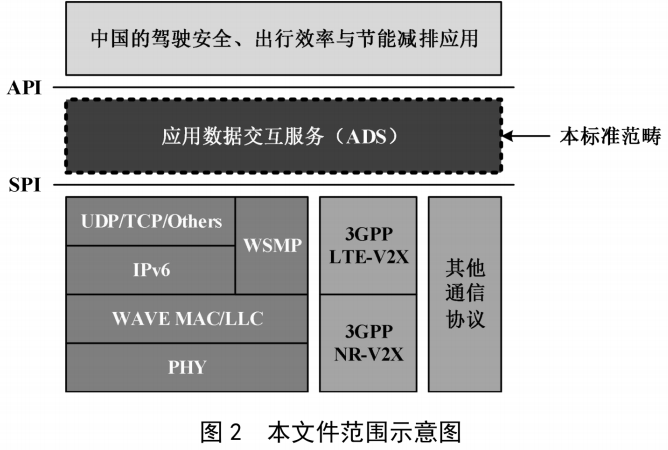 中国的驾驶安全、出行效率与节能减排应用
API
应用数据交互服务（ADS）
本标准范畴
SPI
UDP/TCP/Others
WSMP
IPv6
WAVE MAC/LLC
PHY
3GPP
LTE-V2X
3GPP
NR-V2X
其他
通信
协议
图 2 本文件范围示意图